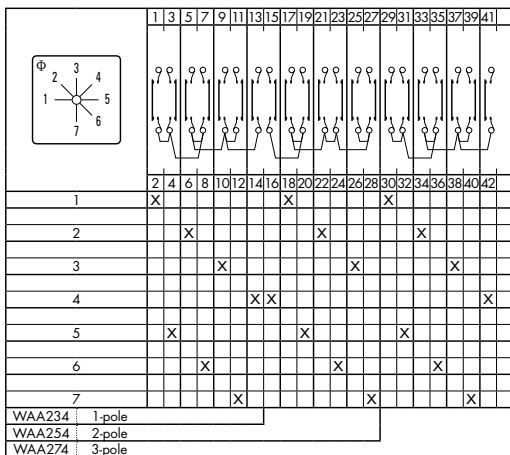 1 3 5 7 9 11 13 15 17 19 21 23 25 27 29 31 33 35 37 39 41
Φ
3
2 4
1 5
6
7
2 4 6 8 10 12 14 16 18 20 22 24 26 28 30 32 34 36 38 40 42
1 X X X
2 X X X
3 X X X
4 X X X
5 X X X
6 X X X
7 X X X
WAA234 1-pole
WAA254 2-pole
WAA274 3-pole